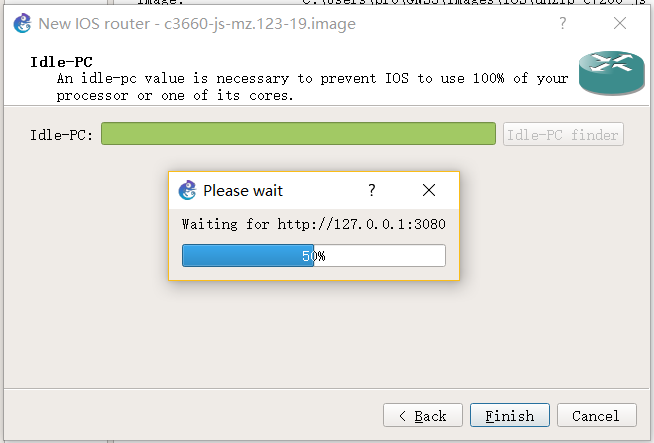 New IOS router - c3660-js-mz.123-19.image
Idle-PC
An idle-pc value is necessary to prevent IOS to use 100% of your
processor or one of its cores.
Idle-PC:
Idle-PC finder
Please wait
Waiting for http://127.0.0.1:3080
50%
< Back
Finish
Cancel